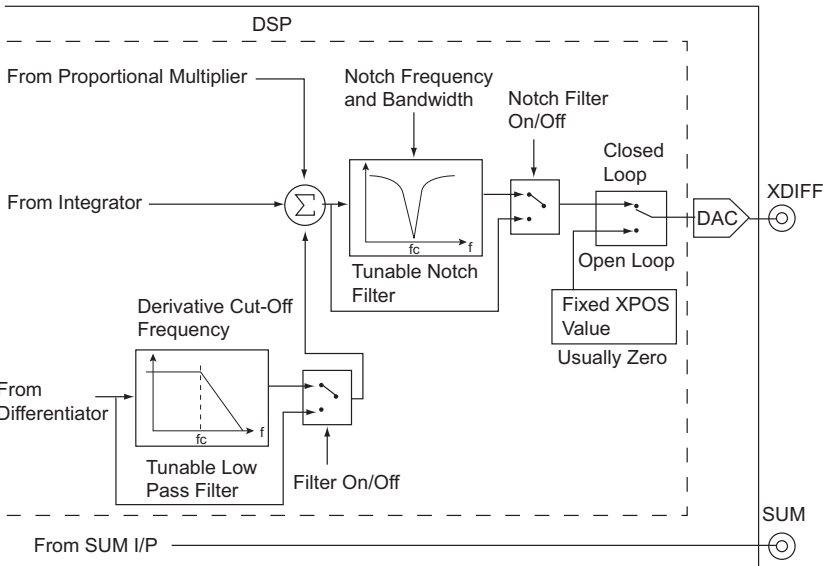 DSP
From Proportional Multiplier
Notch Frequency
and Bandwidth
Notch Filter
On/Off
Closed
Loop
XDIFF
From Integrator
Σ
fc
f
DAC
Tunable Notch
Filter
Open Loop
Fixed XPOS
Value
Usually Zero
Derivative Cut-Off
Frequency
From
Differentiator
fc
f
Tunable Low
Pass Filter
Filter On/Off
SUM
From SUM I/P